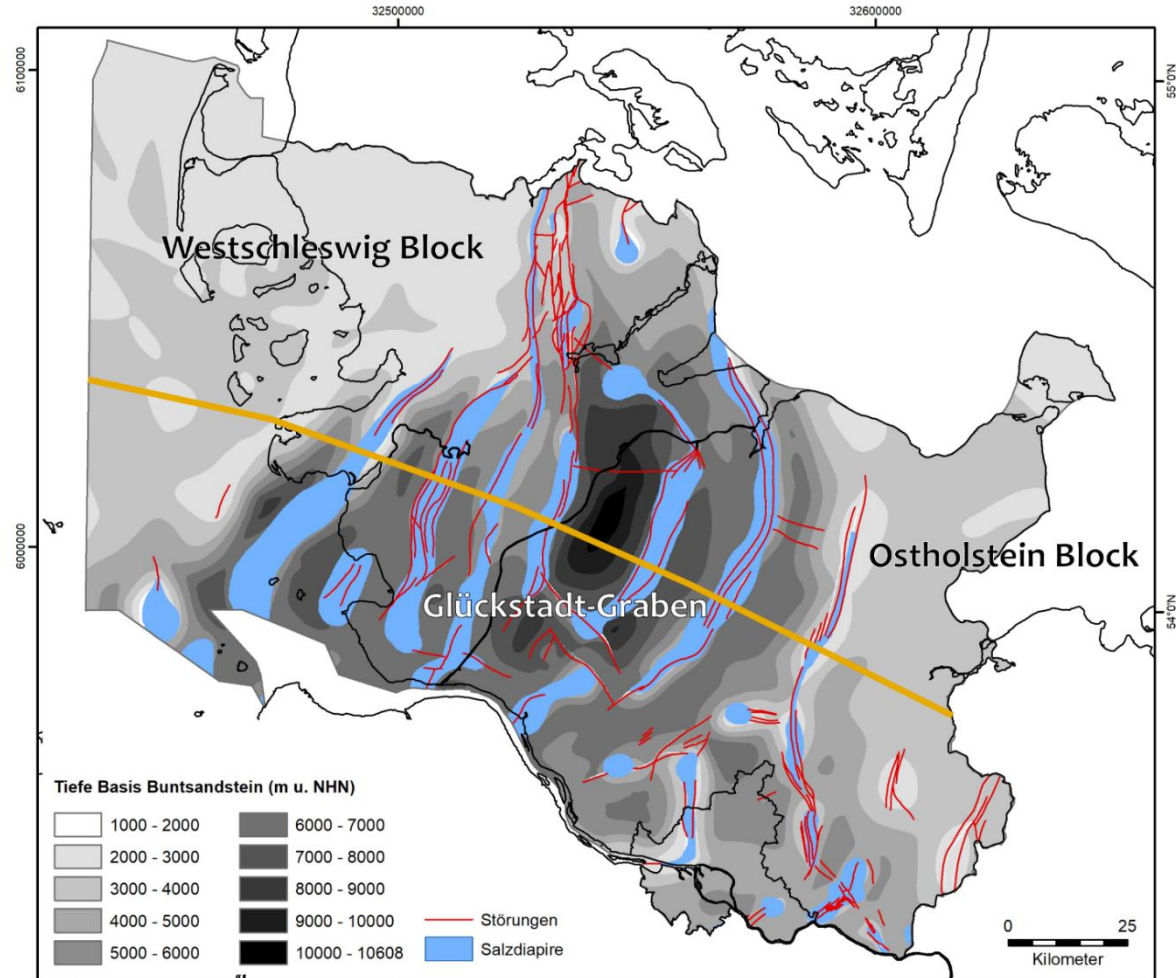 32500000
32600000
6100000
55°0'N
Westschleswig Block
6000000
Ostholstein Block
54°0'N
Glückstadt-Graben
Tiefe Basis Buntsandstein (m u. NHN)
1000 - 2000
6000 - 7000
2000 - 3000
7000 - 8000
3000 - 4000
8000 - 9000
4000 - 5000
9000 - 10000
Störungen
5000 - 6000
10000 - 10608
Salzdiapire
0
25
Kilometer